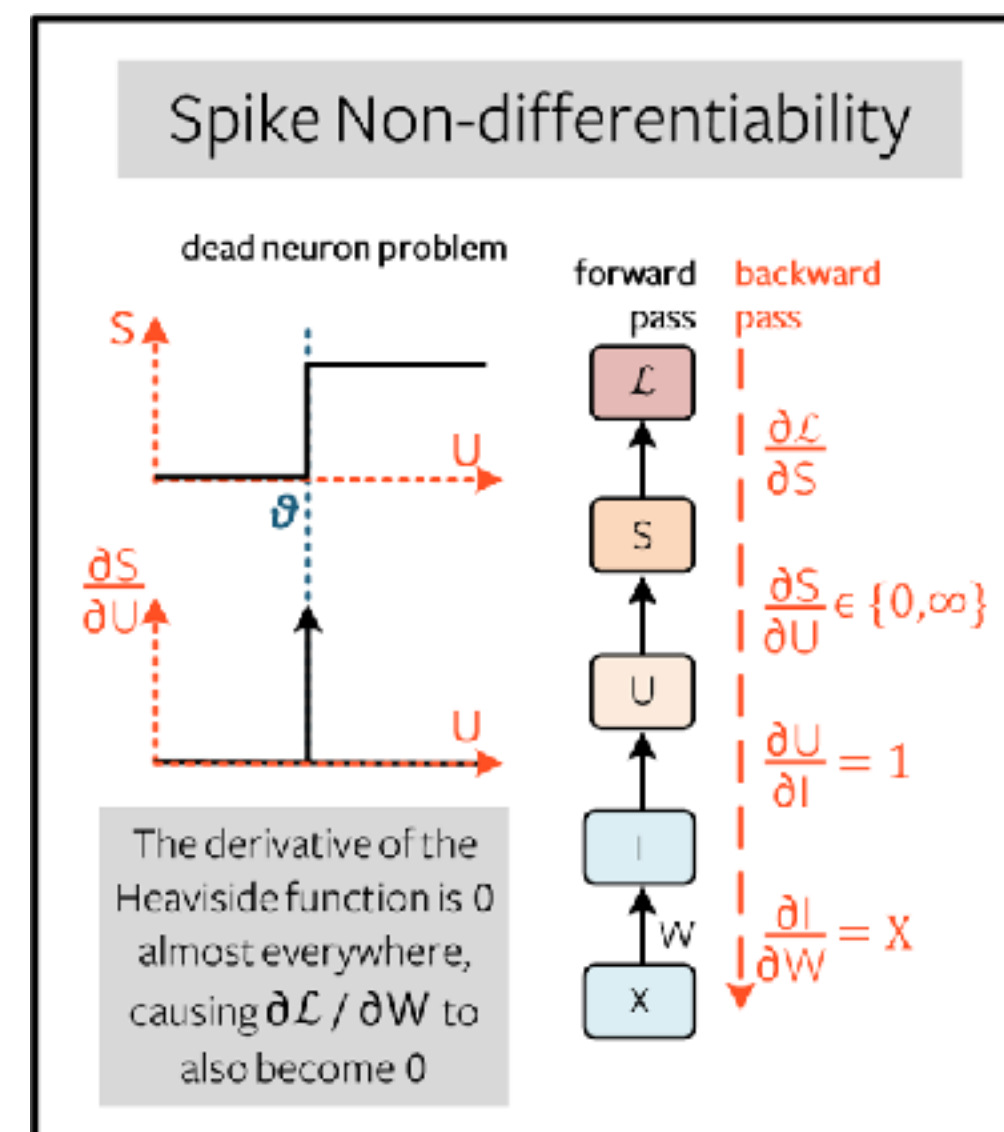 Spike Non-differentiability
dead neuron problem
S
U
ϑ
∂S
∂U
U
The derivative of the
Heaviside function is 0
almost everywhere,
causing ∂ℒ / ∂W to
also become 0
forward
pass
backward
pass
ℒ
∂ℒ
∂S
S
∂S
∂U
∈ {0,∞}
U
∂U
∂I
= 1
I
W
∂I
∂W
= X
X